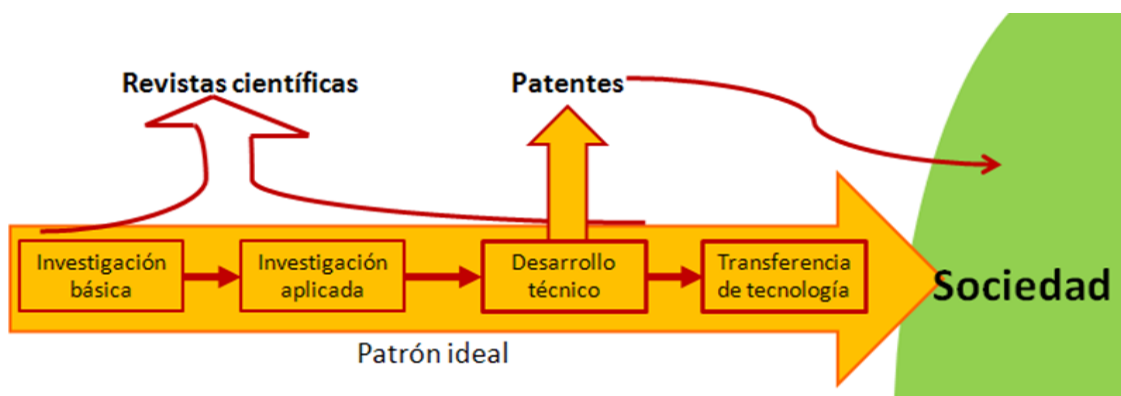 Revistas científicas
Patentes
Investigación
básica
Investigación
aplicada
Desarrollo
técnico
Transferencia
de tecnología
Sociedad
Patrón ideal